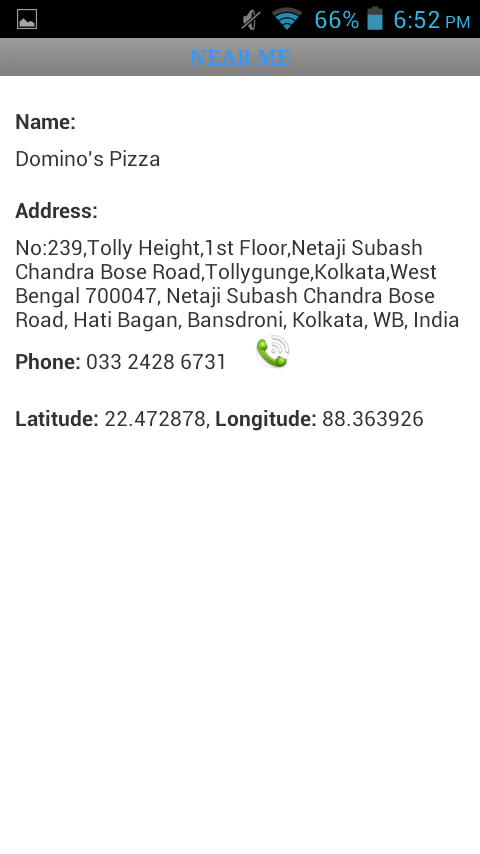 66% 6:52 PM
NEAR ME
Name:
Domino's Pizza
Address:
No:239,Tolly Height,1st Floor,Netaji Subash
Chandra Bose Road,Tollygunge,Kolkata,West
Bengal 700047, Netaji Subash Chandra Bose
Road, Hati Bagan, Bansdroni, Kolkata, WB, India
Phone: 033 2428 6731
Latitude: 22.472878, Longitude: 88.363926